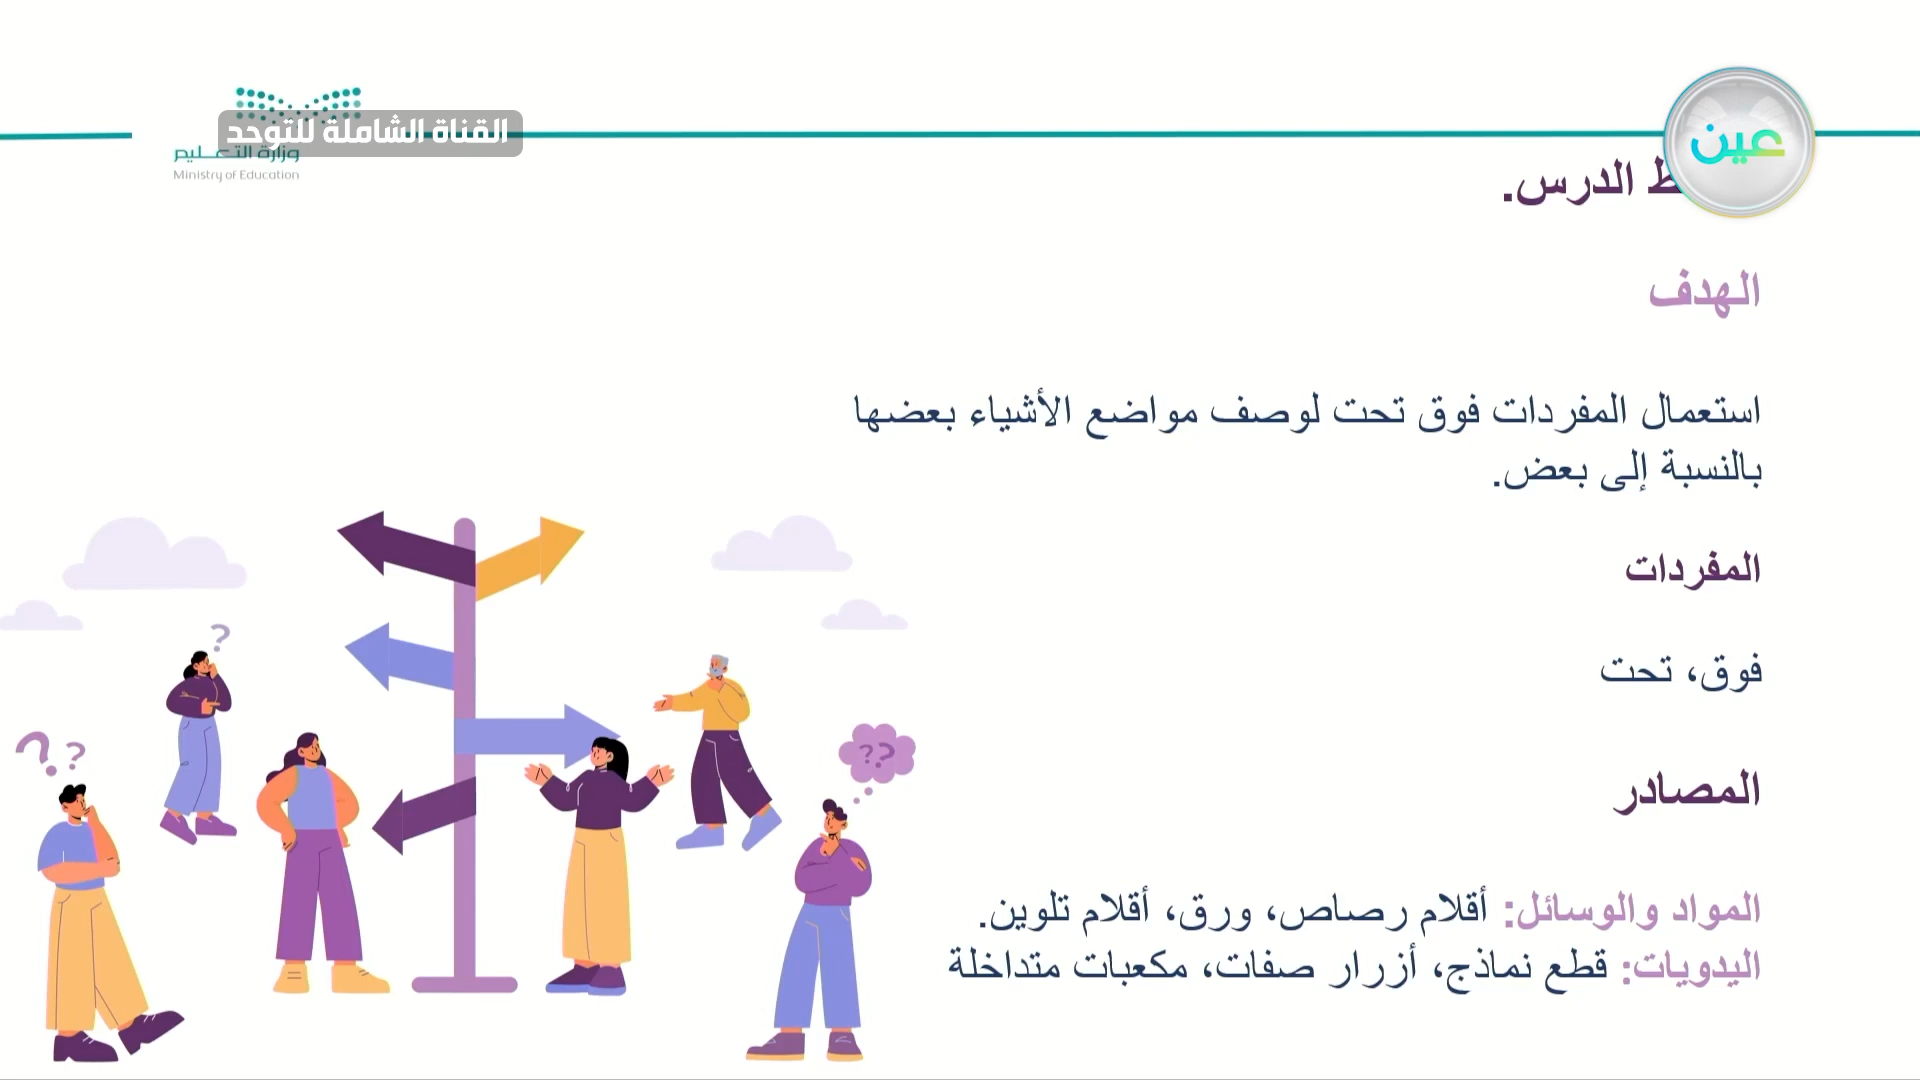 القناة الشاملة للتوحد
وزارة التعليم
Ministry of Education
عين
الدرس.
الهدف
استعمال المفردات فوق تحت لوصف مواضع الأشياء بعضها
بالنسبة إلى بعض.
المفردات
فوق، تحت
المصادر
المواد والوسائل: أقلام رصاص، ورق، أقلام تلوين.
اليدويات: قطع نماذج، أزرار صفات، مكعبات متداخلة
?
? ?
??